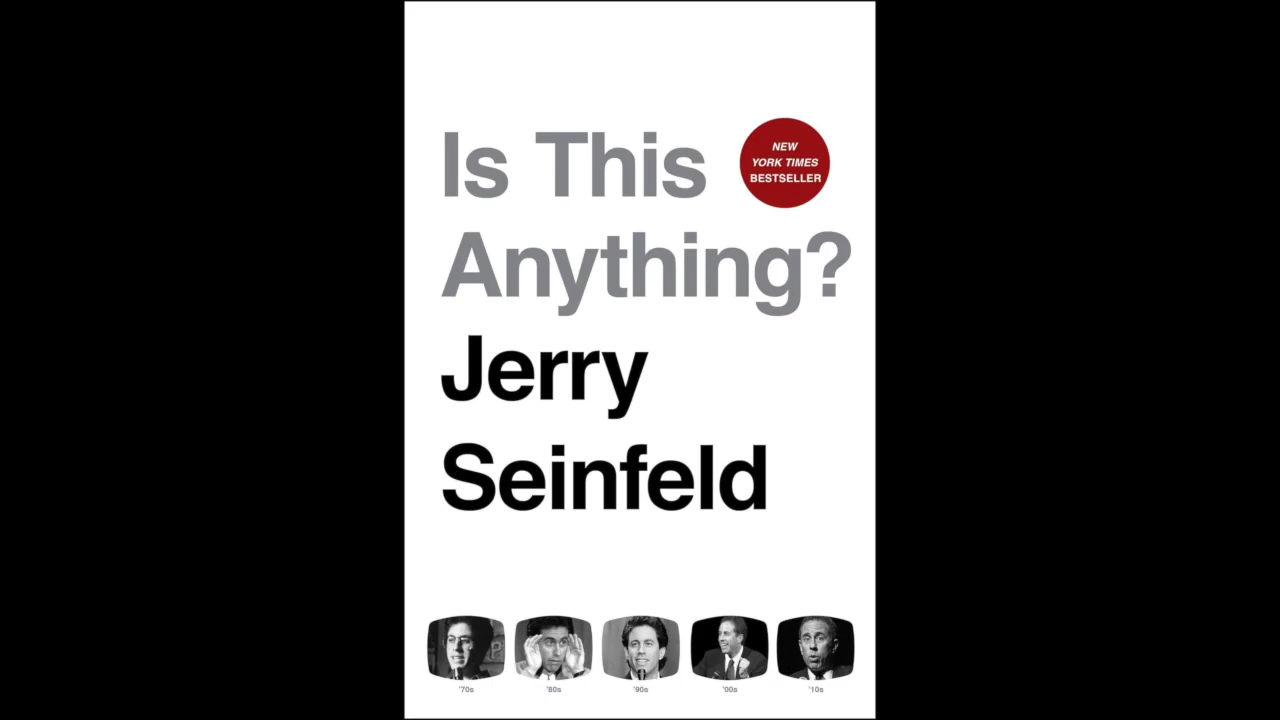 Is This
NEW
YORK TIMES
BESTSELLER
Anything?
Jerry
Seinfeld
'70s
'80s
'90s
'00s
'10s